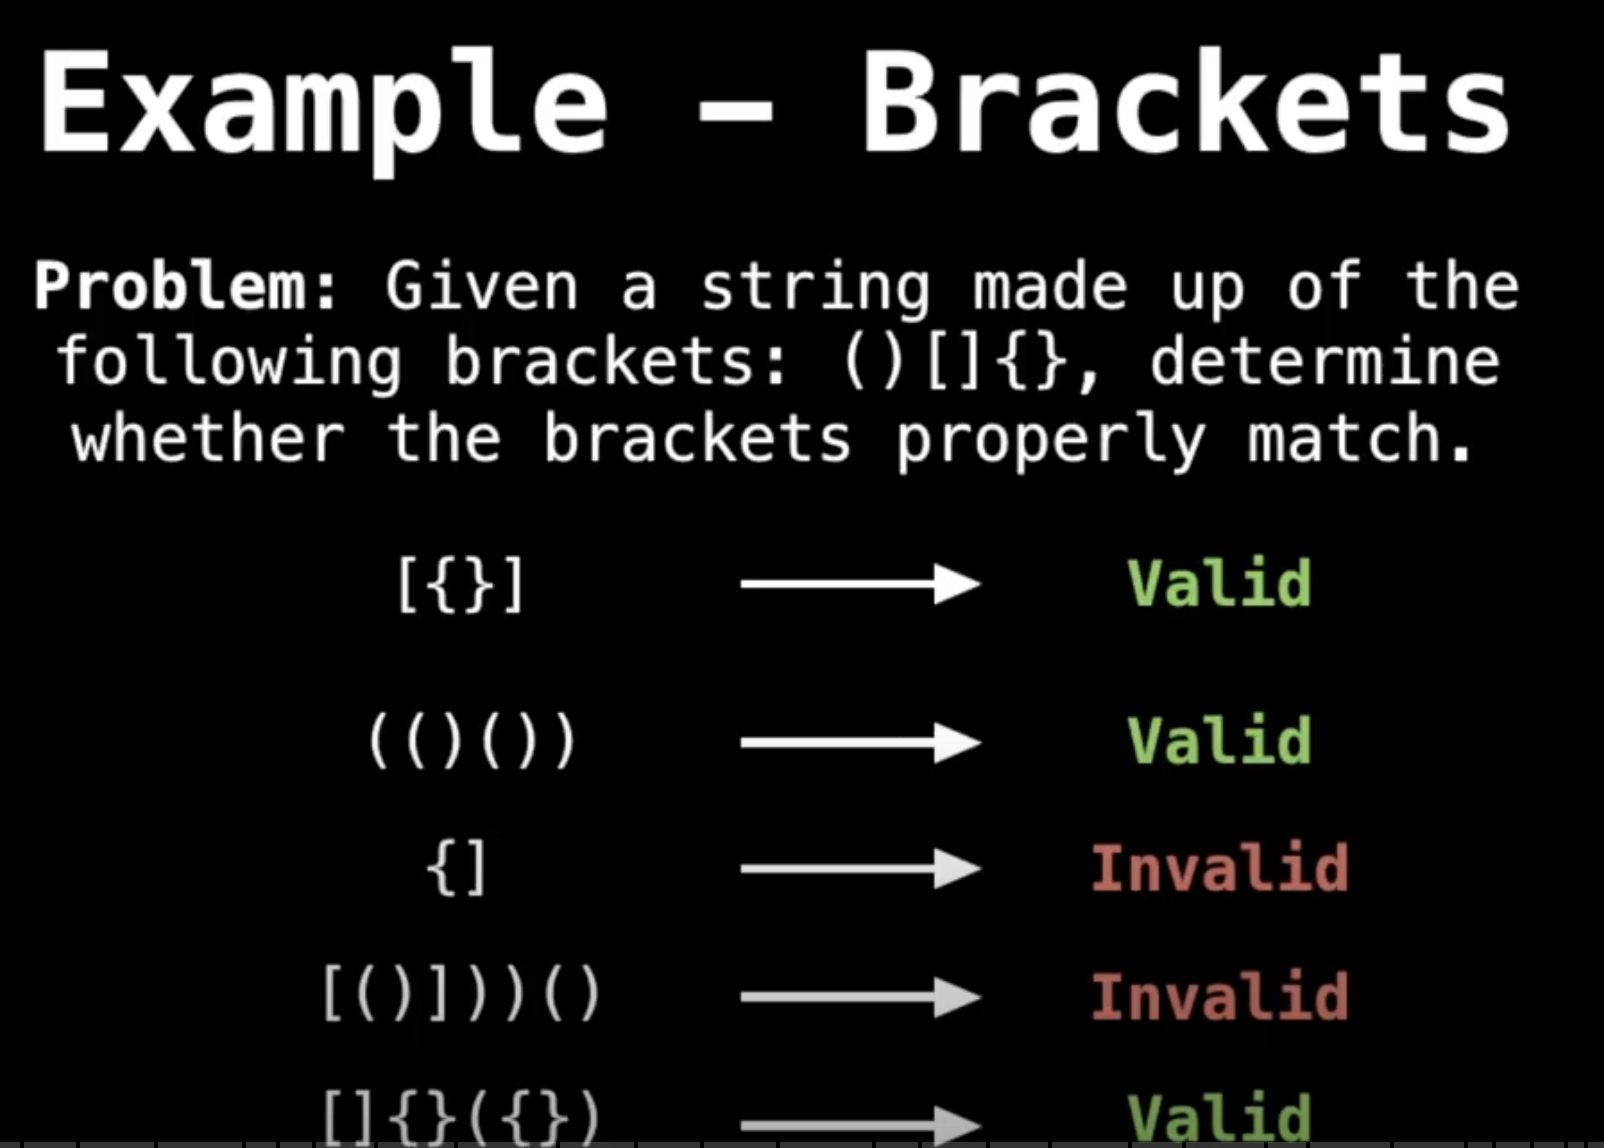 Example - Brackets
Problem: Given a string made up of the
following brackets: ()[]{}, determine
whether the brackets properly match.
[{}] Valid
(()()) Valid
{] Invalid
[()]))() Invalid
[]{}({}) Valid